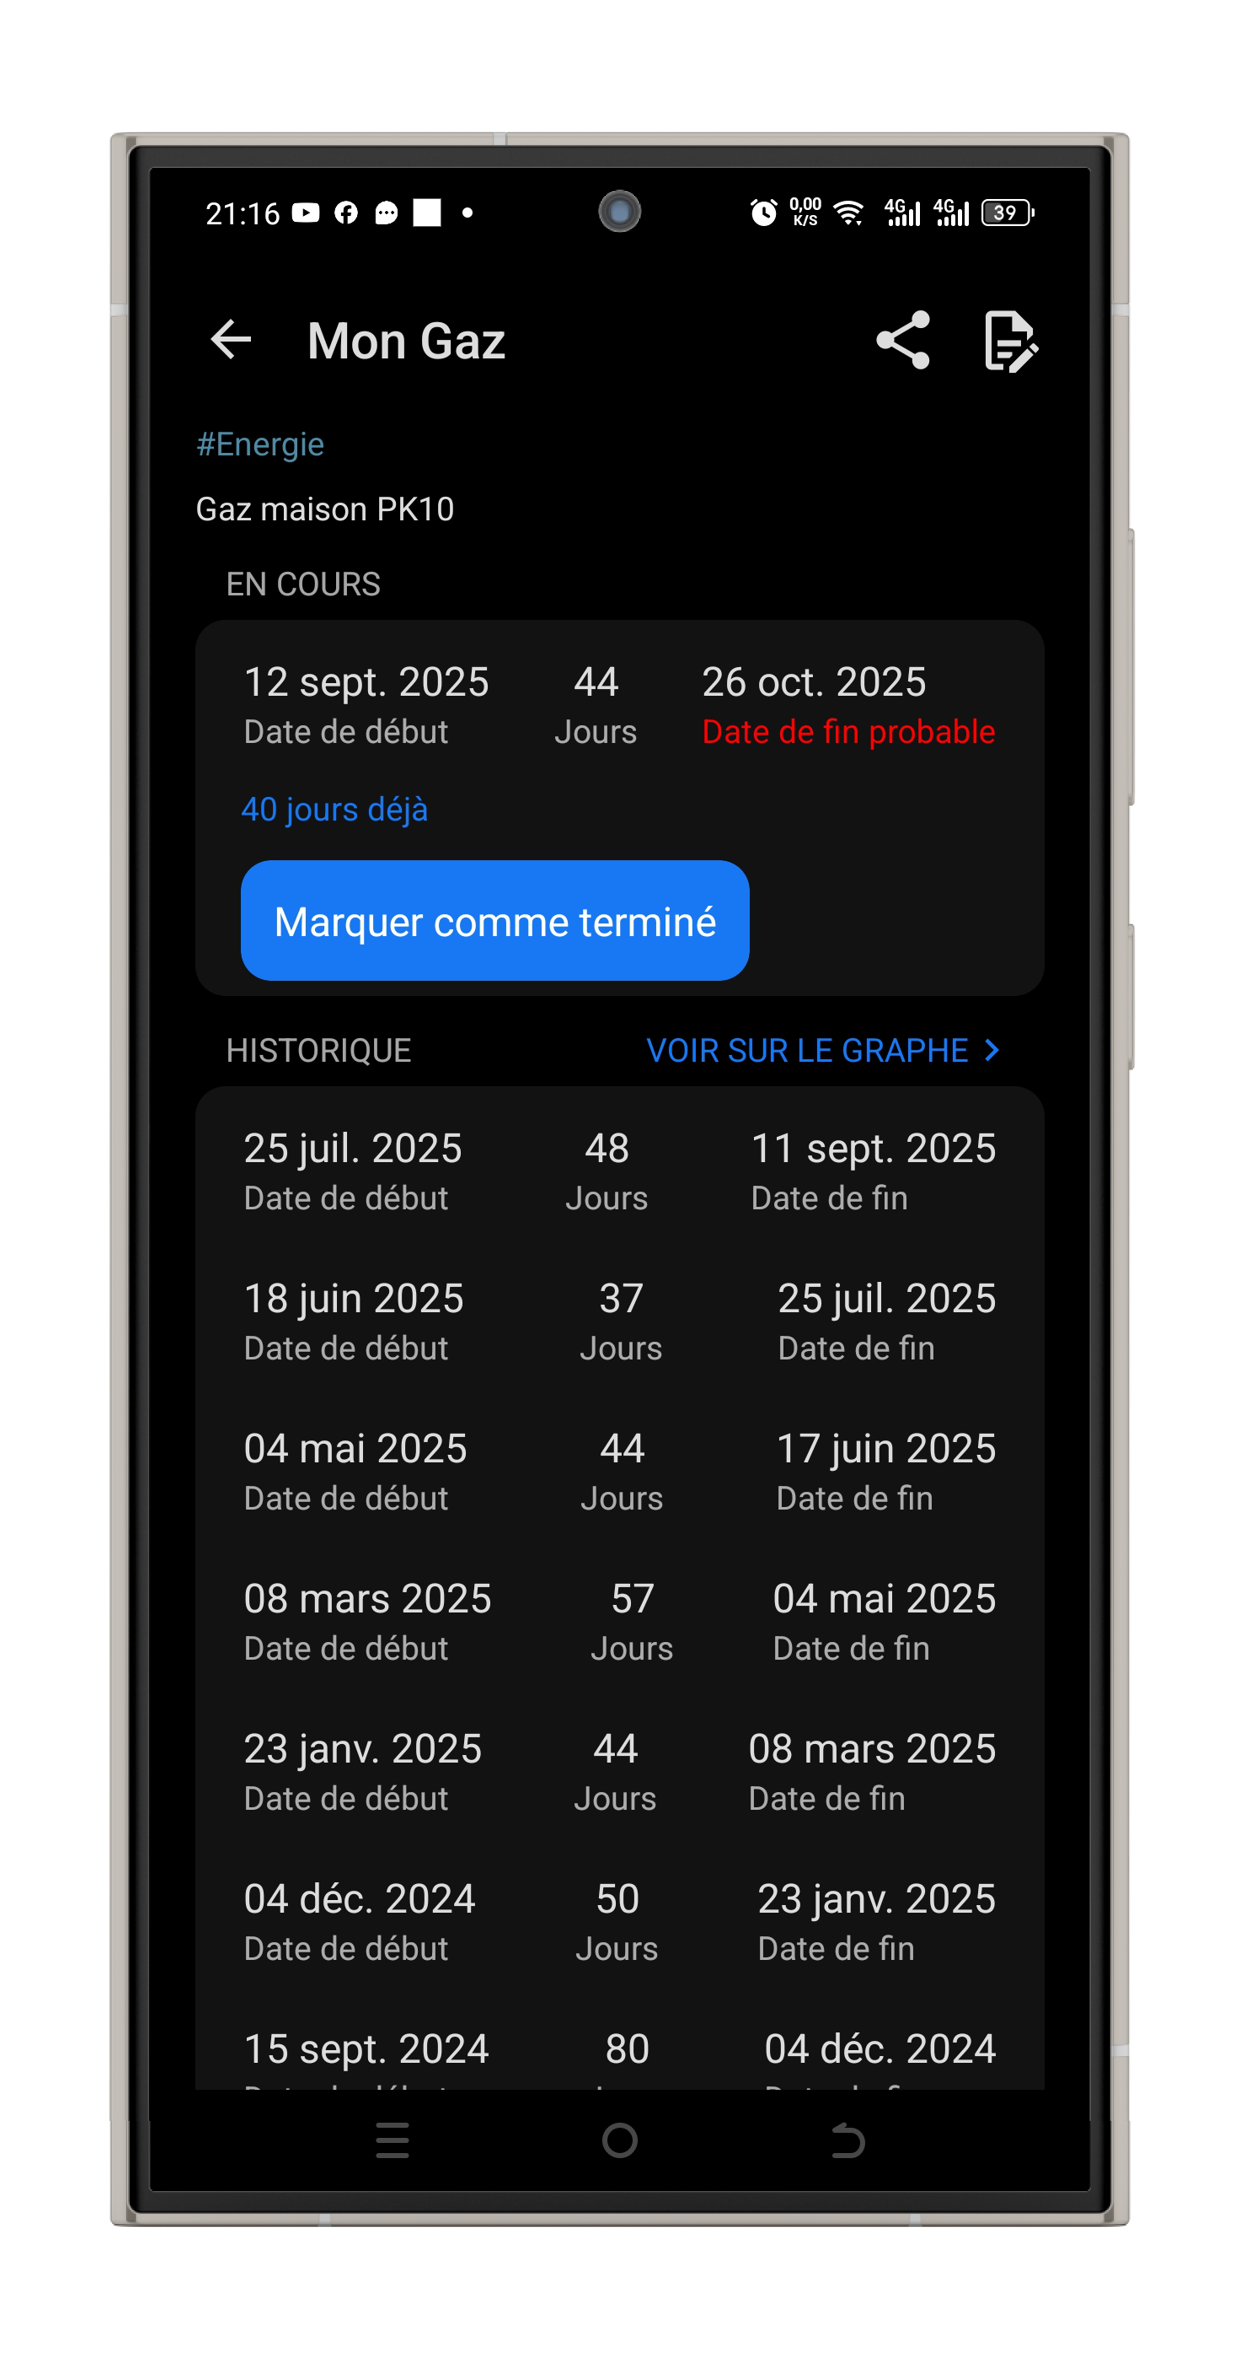 21:16 0,00 K/S 4G 4G 39
Mon Gaz
#Energie
Gaz maison PK10
EN COURS
12 sept. 2025 44 26 oct. 2025
Date de début Jours Date de fin probable
40 jours déjà
Marquer comme terminé
HISTORIQUE VOIR SUR LE GRAPHE
25 juil. 2025 48 11 sept. 2025
Date de début Jours Date de fin
18 juin 2025 37 25 juil. 2025
Date de début Jours Date de fin
04 mai 2025 44 17 juin 2025
Date de début Jours Date de fin
08 mars 2025 57 04 mai 2025
Date de début Jours Date de fin
23 janv. 2025 44 08 mars 2025
Date de début Jours Date de fin
04 déc. 2024 50 23 janv. 2025
Date de début Jours Date de fin
15 sept. 2024 80 04 déc. 2024